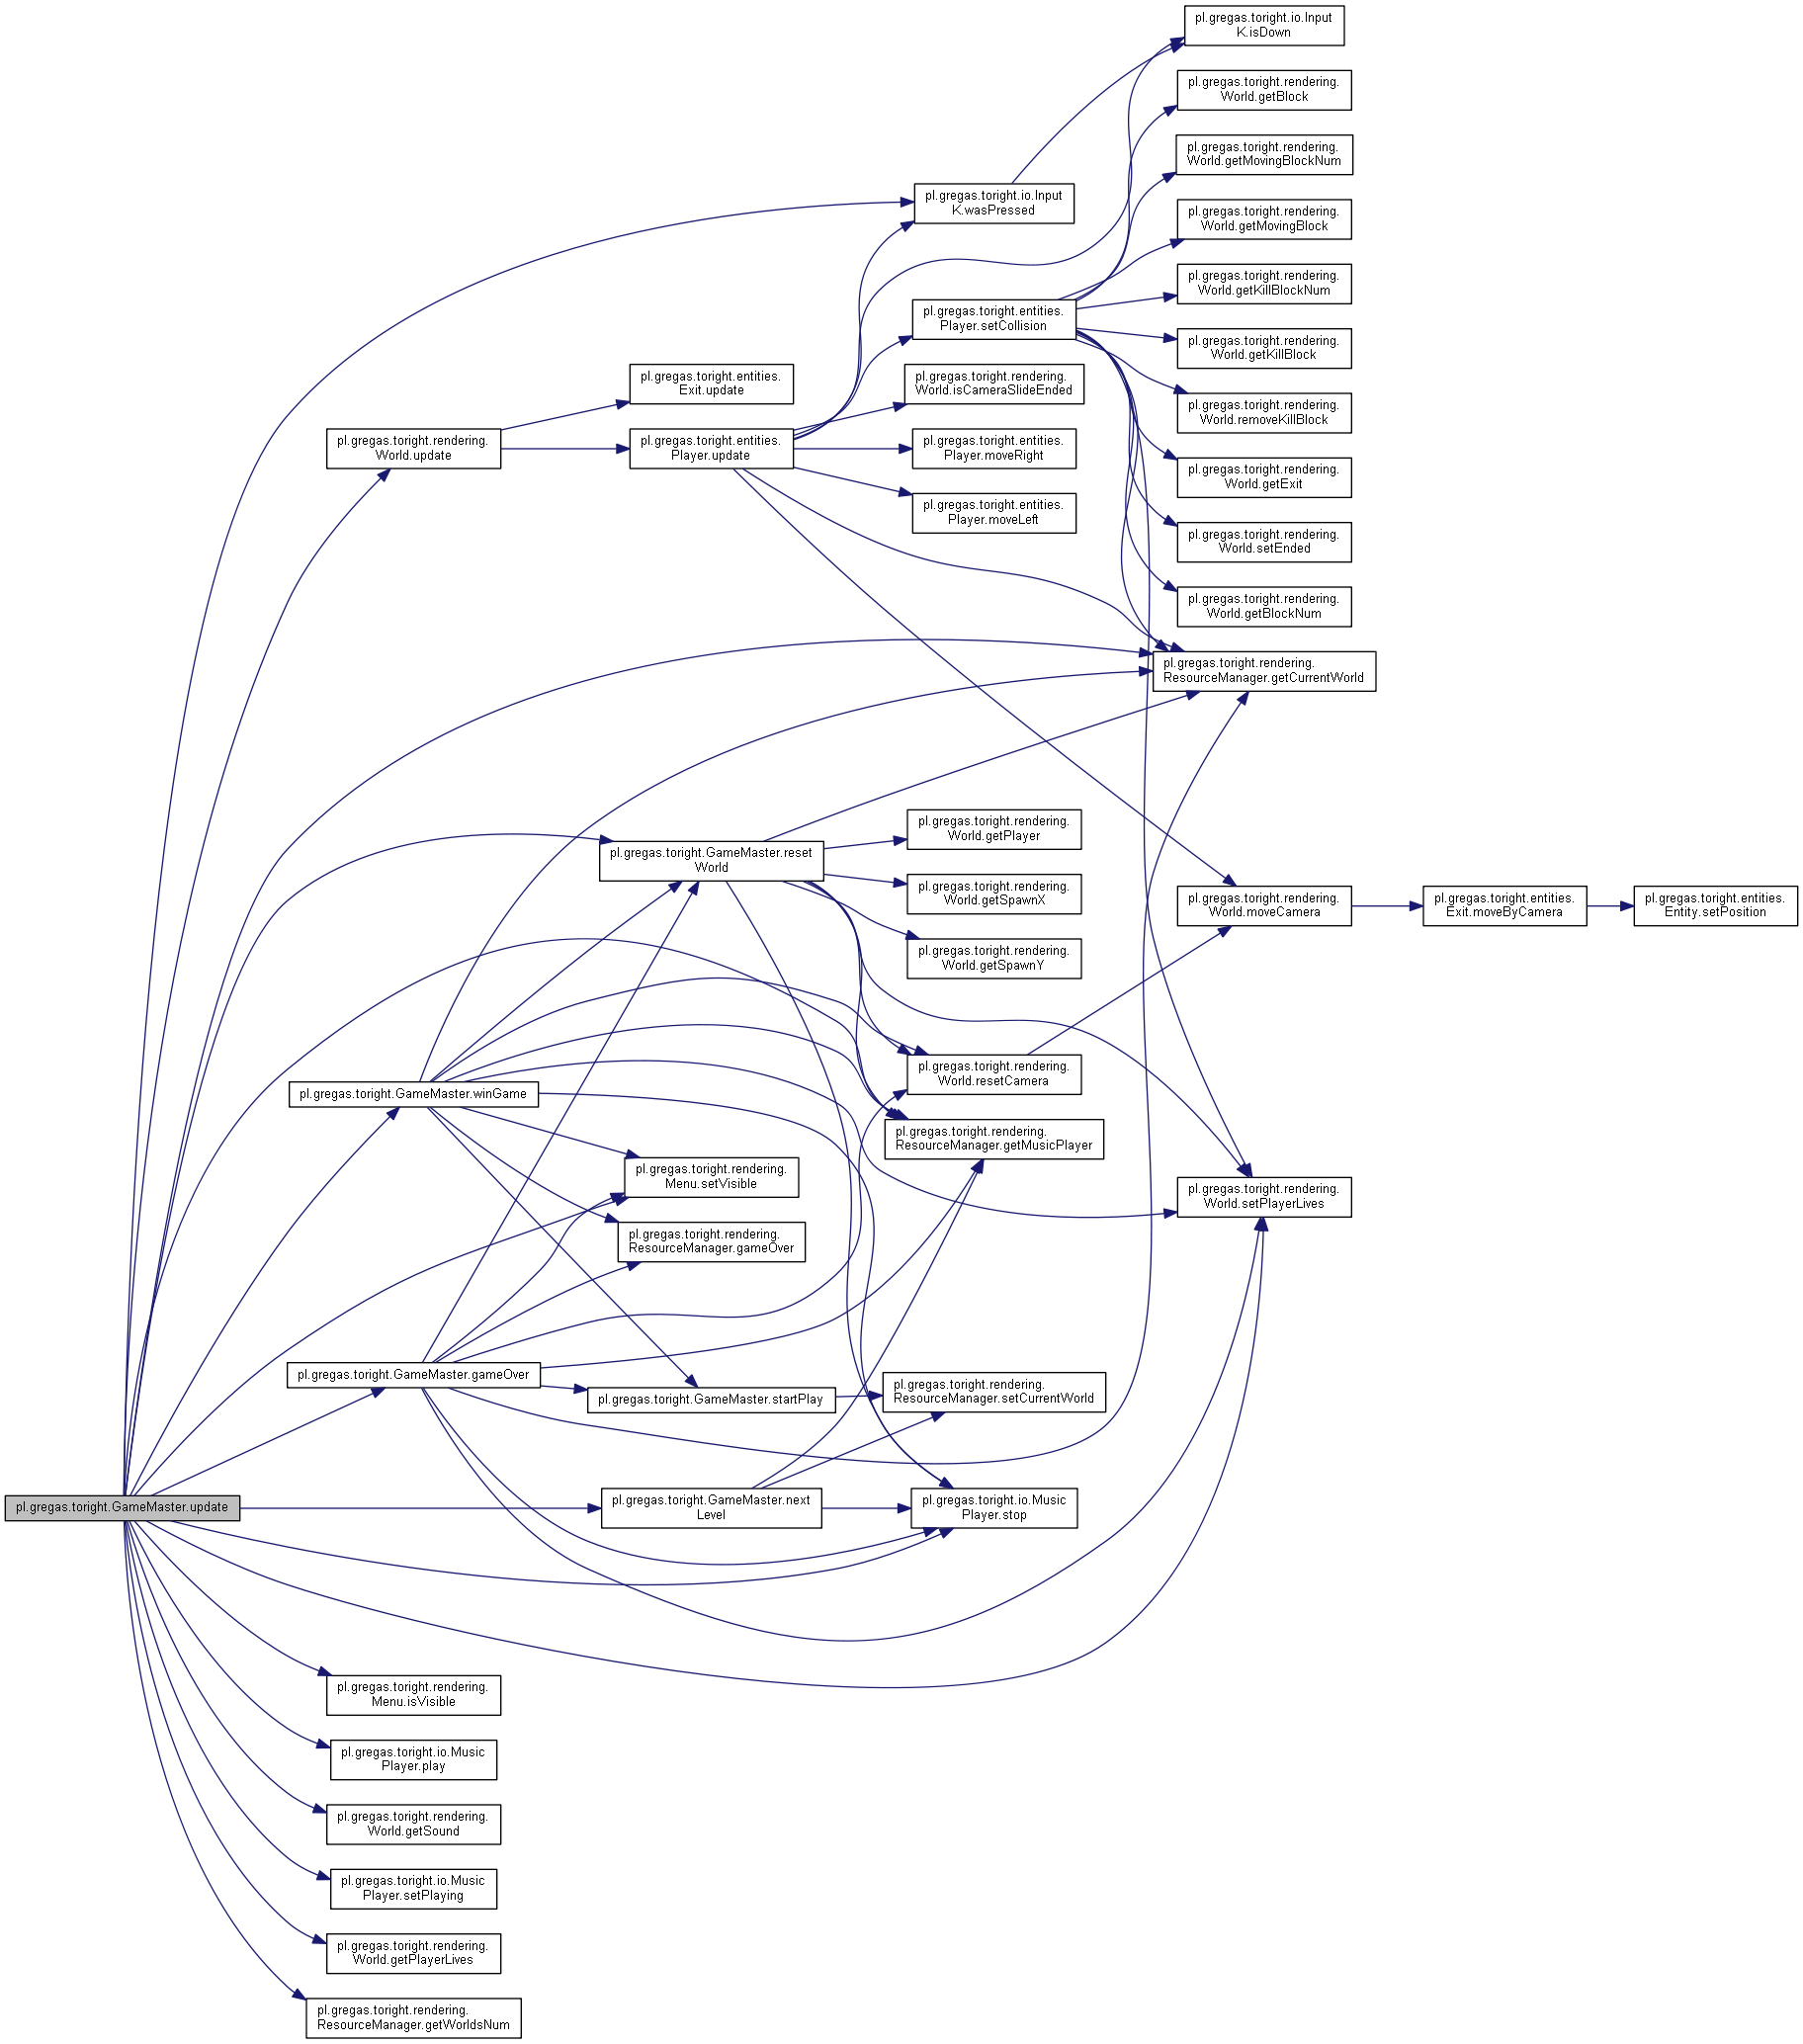 pl.gregas.toright.io.Input
K.isDown
pl.gregas.toright.rendering.
World.getBlock
pl.gregas.toright.rendering.
World.getMovingBlockNum
pl.gregas.toright.io.Input
K.wasPressed
pl.gregas.toright.rendering.
World.getMovingBlock
pl.gregas.toright.rendering.
World.getKillBlockNum
pl.gregas.toright.entities.
Player.setCollision
pl.gregas.toright.rendering.
World.getKillBlock
pl.gregas.toright.entities.
Exit.update
pl.gregas.toright.rendering.
World.isCameraSlideEnded
pl.gregas.toright.rendering.
World.removeKillBlock
pl.gregas.toright.rendering.
World.update
pl.gregas.toright.entities.
Player.update
pl.gregas.toright.entities.
Player.moveRight
pl.gregas.toright.rendering.
World.getExit
pl.gregas.toright.entities.
Player.moveLeft
pl.gregas.toright.rendering.
World.setEnded
pl.gregas.toright.rendering.
World.getBlockNum
pl.gregas.toright.rendering.
ResourceManager.getCurrentWorld
pl.gregas.toright.rendering.
World.getPlayer
pl.gregas.toright.GameMaster.reset
World
pl.gregas.toright.rendering.
World.getSpawnX
pl.gregas.toright.rendering.
World.moveCamera
pl.gregas.toright.entities.
Exit.moveByCamera
pl.gregas.toright.entities.
Entity.setPosition
pl.gregas.toright.rendering.
World.getSpawnY
pl.gregas.toright.rendering.
World.resetCamera
pl.gregas.toright.GameMaster.winGame
pl.gregas.toright.rendering.
ResourceManager.getMusicPlayer
pl.gregas.toright.rendering.
Menu.setVisible
pl.gregas.toright.rendering.
World.setPlayerLives
pl.gregas.toright.rendering.
ResourceManager.gameOver
pl.gregas.toright.GameMaster.gameOver
pl.gregas.toright.GameMaster.startPlay
pl.gregas.toright.rendering.
ResourceManager.setCurrentWorld
pl.gregas.toright.GameMaster.update
pl.gregas.toright.GameMaster.next
Level
pl.gregas.toright.io.Music
Player.stop
pl.gregas.toright.rendering.
Menu.isVisible
pl.gregas.toright.io.Music
Player.play
pl.gregas.toright.rendering.
World.getSound
pl.gregas.toright.io.Music
Player.setPlaying
pl.gregas.toright.rendering.
World.getPlayerLives
pl.gregas.toright.rendering.
ResourceManager.getWorldsNum